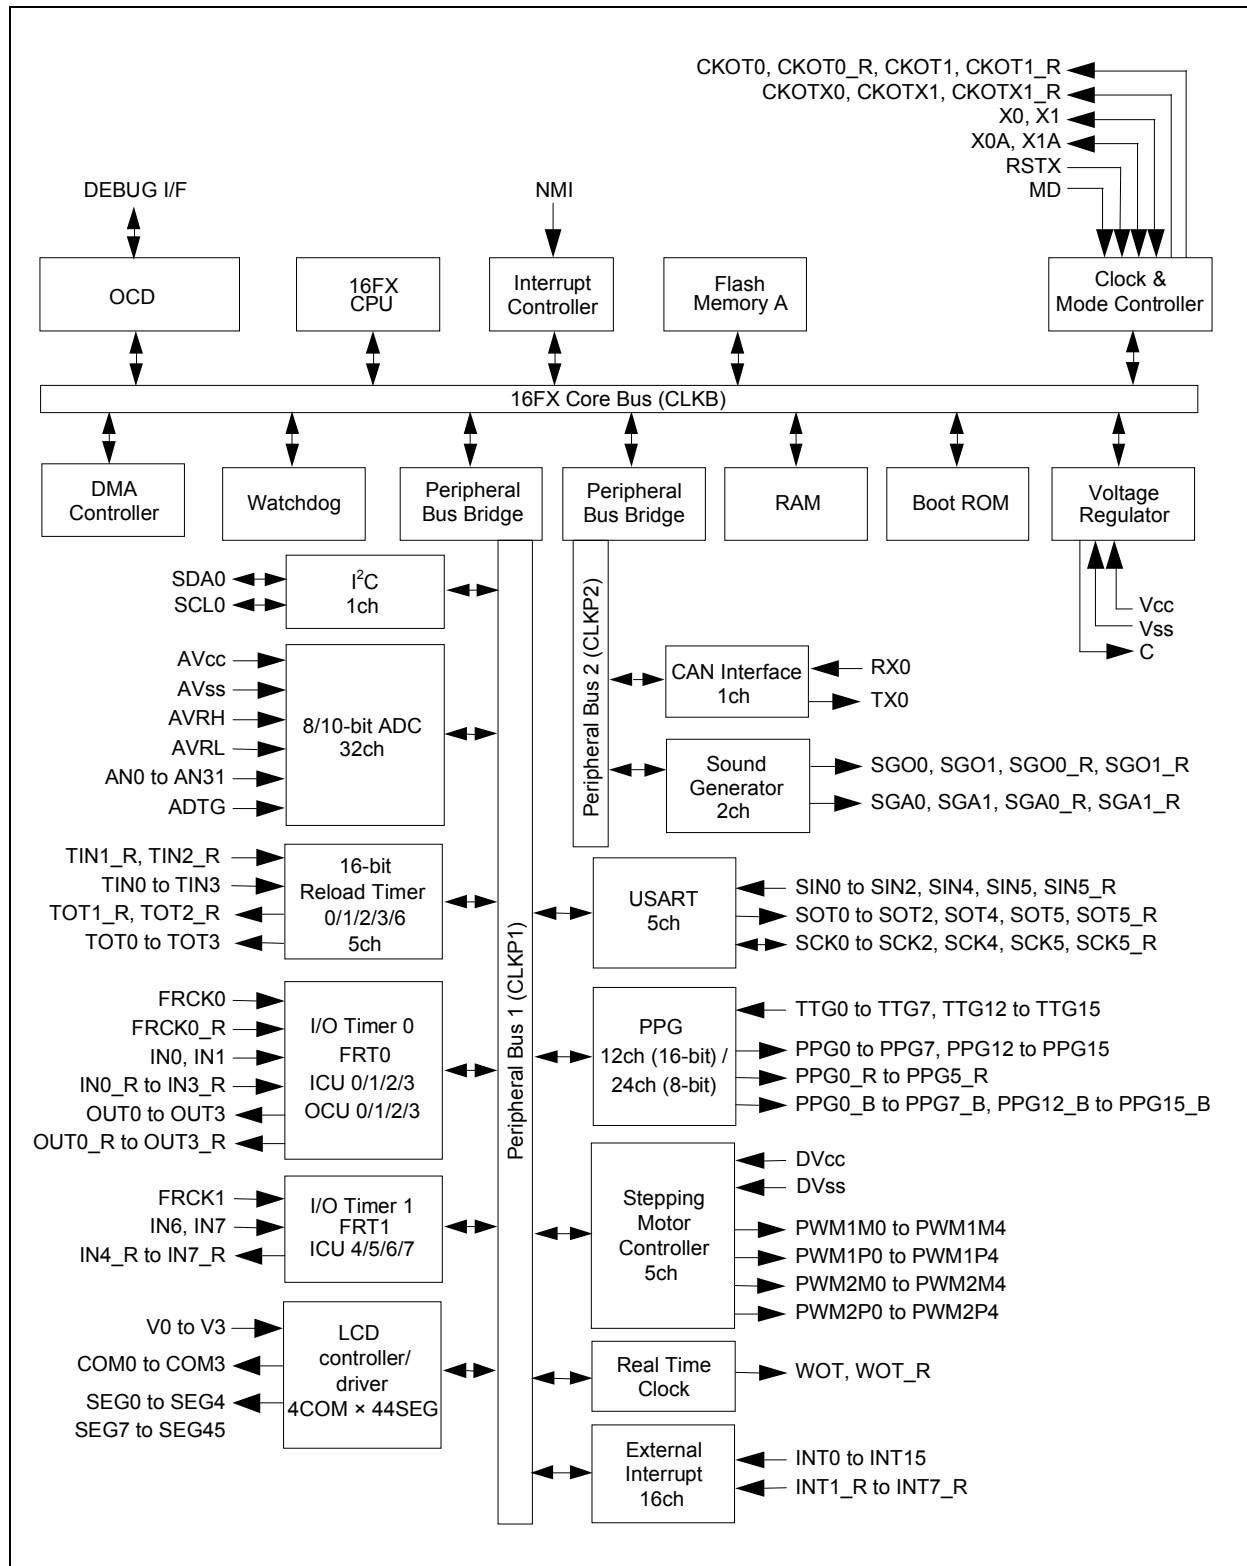 CKOT0, CKOT0_R, CKOT1, CKOT1_R
CKOTX0, CKOTX1, CKOTX1_R
X0, X1
X0A, X1A
RSTX
MD
DEBUG I/F
NMI
OCD
16FX
CPU
Interrupt
Controller
Flash
Memory A
Clock &
Mode Controller
16FX Core Bus (CLKB)
DMA
Controller
Watchdog
Peripheral
Bus Bridge
Peripheral
Bus Bridge
RAM
Boot ROM
Voltage
Regulator
Vcc
Vss
C
Peripheral Bus 1 (CLKP1)
Peripheral Bus 2 (CLKP2)
SDA0
SCL0
I²C
1ch
AVcc
AVss
AVRH
AVRL
AN0 to AN31
ADTG
8/10-bit ADC
32ch
TIN1_R, TIN2_R
TIN0 to TIN3
TOT1_R, TOT2_R
TOT0 to TOT3
16-bit
Reload Timer
0/1/2/3/6
5ch
FRCK0
FRCK0_R
IN0, IN1
IN0_R to IN3_R
OUT0 to OUT3
OUT0_R to OUT3_R
I/O Timer 0
FRT0
ICU 0/1/2/3
OCU 0/1/2/3
FRCK1
IN6, IN7
IN4_R to IN7_R
I/O Timer 1
FRT1
ICU 4/5/6/7
V0 to V3
COM0 to COM3
SEG0 to SEG4
SEG7 to SEG45
LCD
controller/
driver
4COM × 44SEG
CAN Interface
1ch
RX0
TX0
Sound
Generator
2ch
SGO0, SGO1, SGO0_R, SGO1_R
SGA0, SGA1, SGA0_R, SGA1_R
USART
5ch
SIN0 to SIN2, SIN4, SIN5, SIN5_R
SOT0 to SOT2, SOT4, SOT5, SOT5_R
SCK0 to SCK2, SCK4, SCK5, SCK5_R
PPG
12ch (16-bit) /
24ch (8-bit)
TTG0 to TTG7, TTG12 to TTG15
PPG0 to PPG7, PPG12 to PPG15
PPG0_R to PPG5_R
PPG0_B to PPG7_B, PPG12_B to PPG15_B
Stepping
Motor
Controller
5ch
DVcc
DVss
PWM1M0 to PWM1M4
PWM1P0 to PWM1P4
PWM2M0 to PWM2M4
PWM2P0 to PWM2P4
Real Time
Clock
WOT, WOT_R
External
Interrupt
16ch
INT0 to INT15
INT1_R to INT7_R